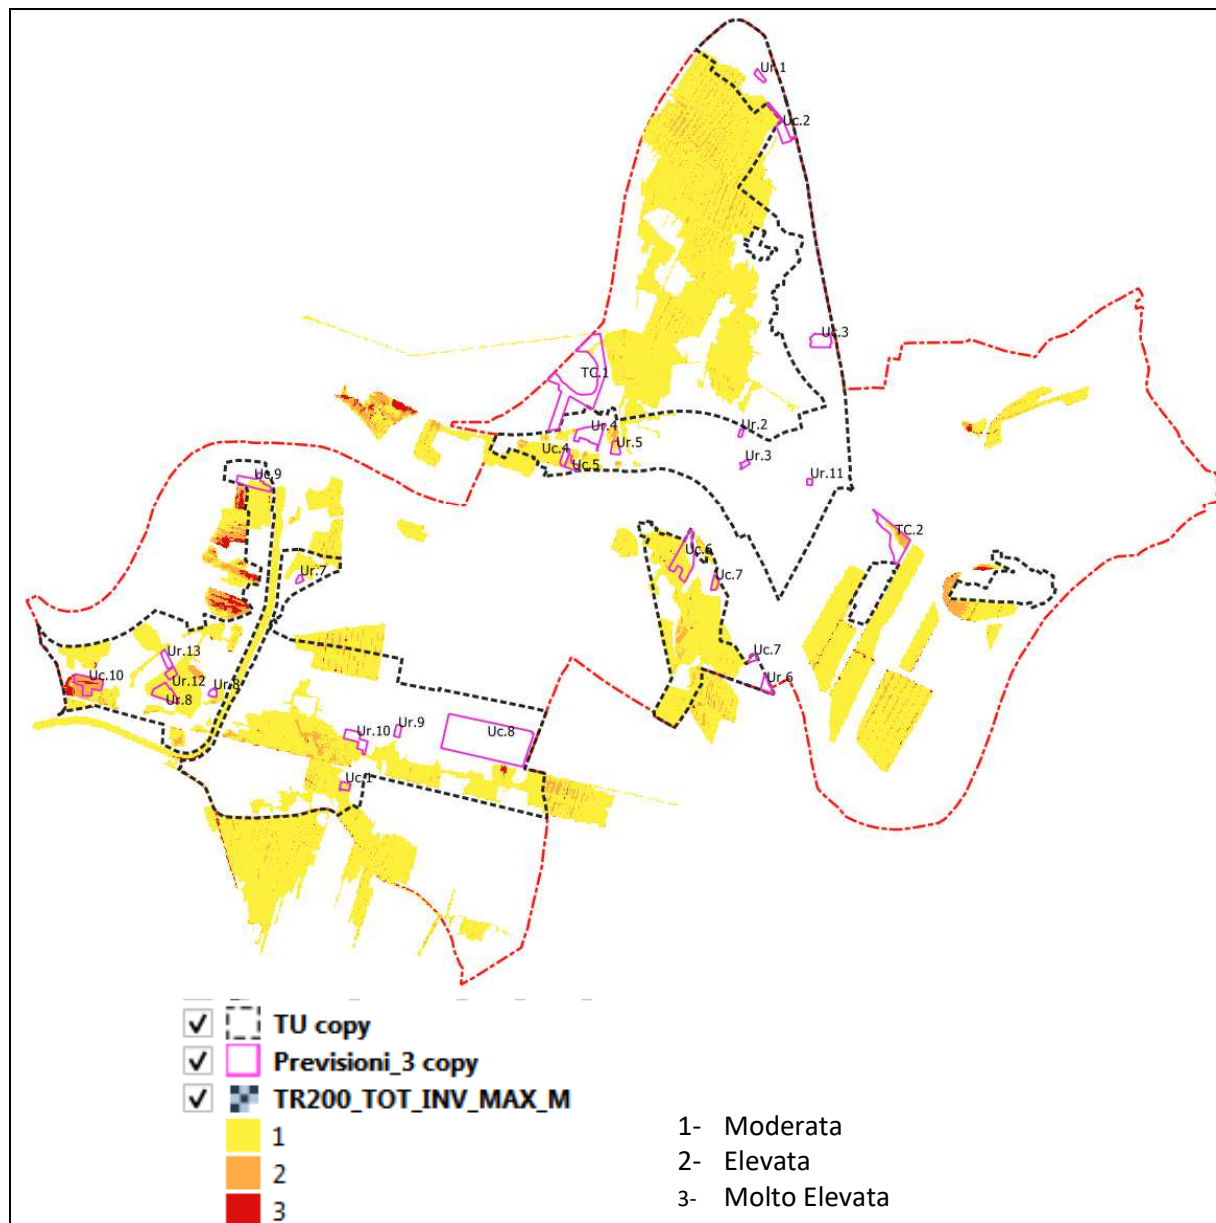 Ur.1
Uc.2
Uc.3
TC.1
Ur.2
Ur.4
Ur.5
Uc.4
Uc.5
Ur.3
Ur.11
Uc.9
TC.2
Uc.6
Ur.7
Uc.7
Ur.13
Uc.7
Uc.10
Ur.12
Ur.8
Ur.6
Ur.8
Ur.9
Ur.10
Uc.8
Uc.1
TU copy
Previsioni_3 copy
TR200_TOT_INV_MAX_M
1
2
3
1- Moderata
2- Elevata
3- Molto Elevata